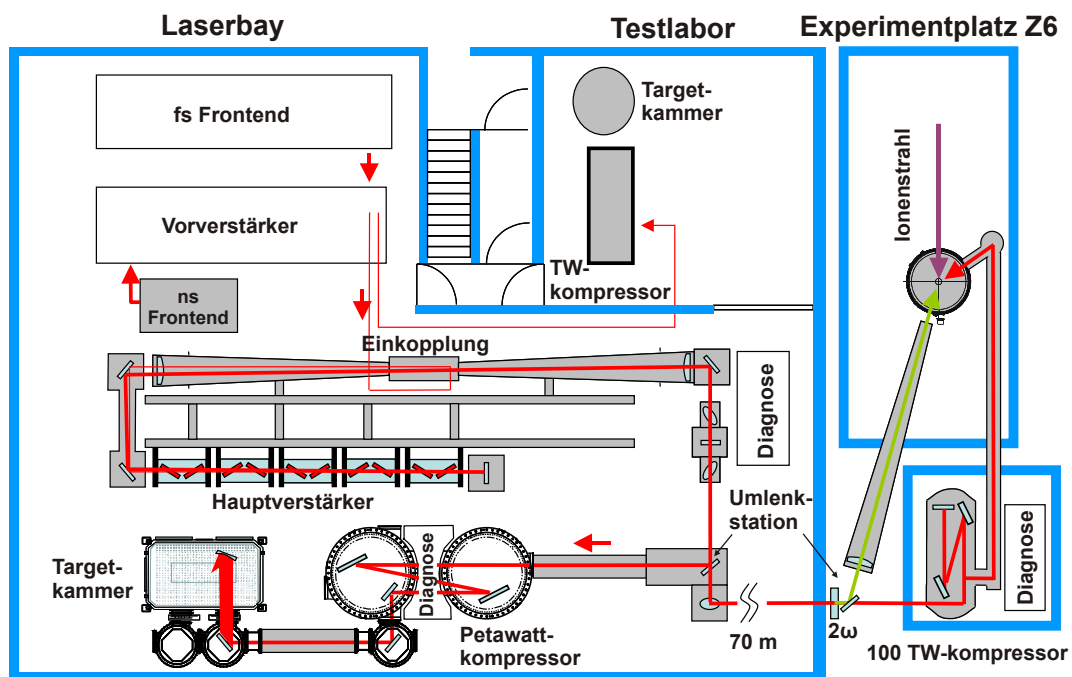 Laserbay
Testlabor
Experimentplatz Z6
fs Frontend
Target-
kammer
Vorverstärker
Ionenstrahl
ns
Frontend
TW-
kompressor
Einkopplung
Diagnose
Hauptverstärker
Umlenk-
station
Target-
kammer
Diagnose
Petawatt-
kompressor
70 m
2ω
Diagnose
100 TW-kompressor